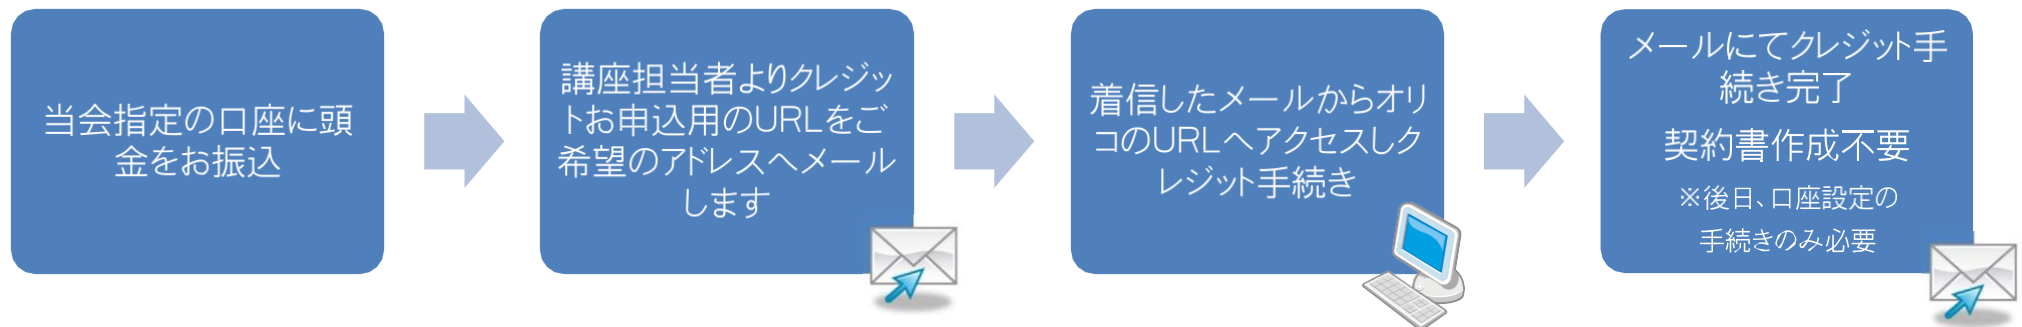 当会指定の口座に頭
金をお振込
講座担当者よりクレジッ
トお申込用のURLをご
希望のアドレスへメール
します
着信したメールからオリ
コのURLへアクセスしク
レジット手続き
メールにてクレジット手
続き完了
契約書作成不要
※後日、口座設定の
手続きのみ必要